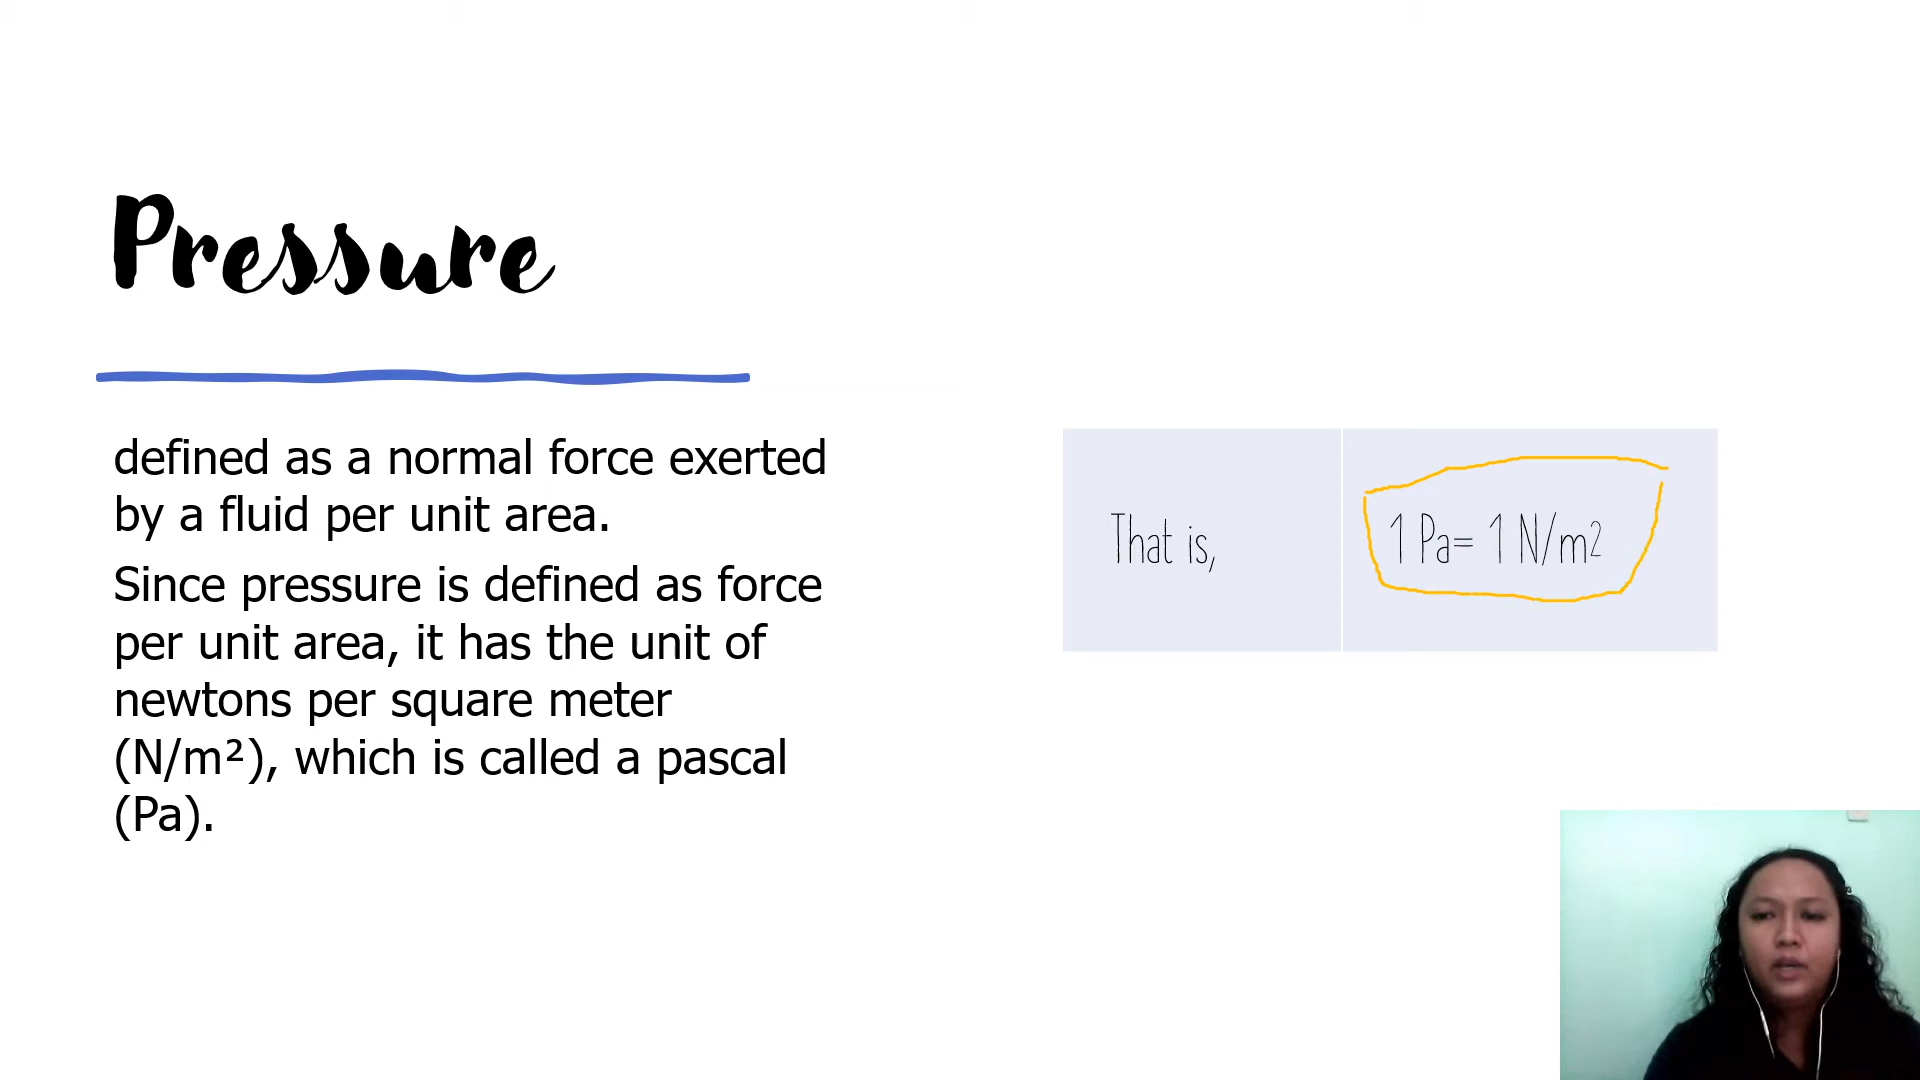 Pressure
defined as a normal force exerted
by a fluid per unit area.
Since pressure is defined as force
per unit area, it has the unit of
newtons per square meter
(N/m²), which is called a pascal
(Pa).
That is,
1 Pa= 1 N/m²